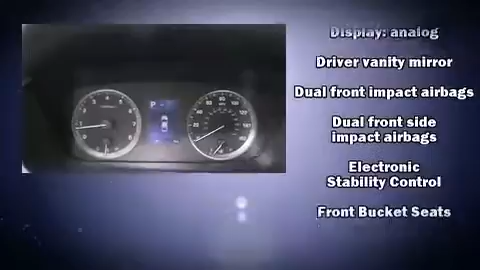 Display: analog
Driver vanity mirror
Dual front impact airbags
Dual front side
impact airbags
Electronic
Stability Control
Front Bucket Seats
P